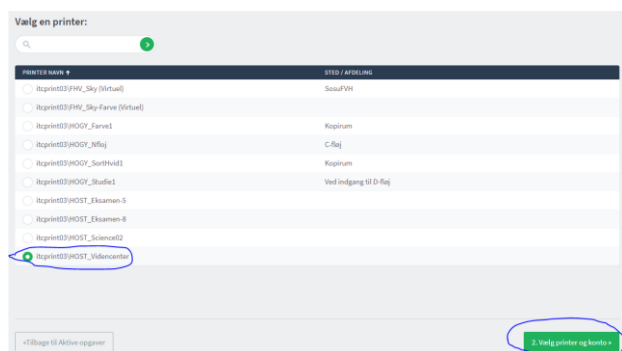 Vælg en printer:
PRINTER NAVN ↑ STED / AFDELING
itcprint03\FHV_Sky (Virtuel) SosuFVH
itcprint03\FHV_Sky-Farve (Virtuel)
itcprint03\HOGY_Farve1 Kopirum
itcprint03\HOGY_Nfløj C-fløj
itcprint03\HOGY_SortHvid1 Kopirum
itcprint03\HOGY_Studie1 Ved indgang til D-fløj
itcprint03\HOST_Eksamen-5
itcprint03\HOST_Eksamen-8
itcprint03\HOST_Science02
itcprint03\HOST_Videncenter
«Tilbage til Aktive opgaver 2. Vælg printer og konto »